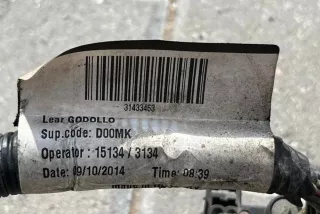 31433453
Lear GODOLLO
Sup.code: D00MK
Operator : 15134 / 3134
Date: 09/10/2014 Time: 08:39